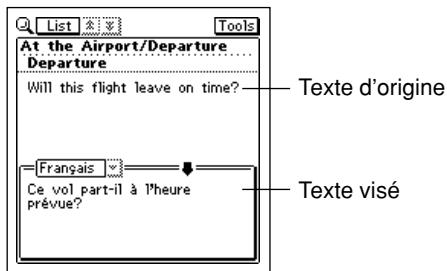 List Tools
At the Airport/Departure
Departure
Will this flight leave on time?
Texte d'origine
Français
Ce vol part-il à l'heure
prévue?
Texte visé